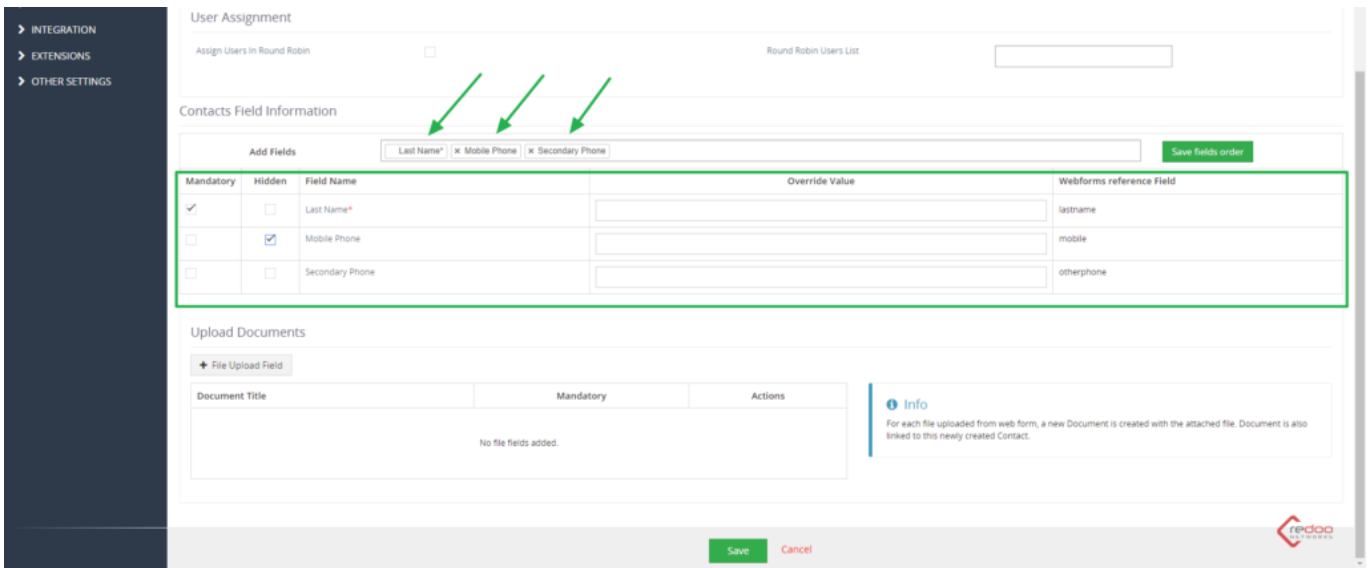 INTEGRATION
EXTENSIONS
OTHER SETTINGS
User Assignment
Assign Users In Round Robin
Round Robin Users List
Contacts Field Information
Add Fields
Last Name*
× Mobile Phone
× Secondary Phone
Save fields order
Mandatory Hidden Field Name Override Value Webforms reference Field
Last Name* lastname
Mobile Phone mobile
Secondary Phone otherphone
Upload Documents
+ File Upload Field
Document Title Mandatory Actions
No file fields added.
Info
For each file uploaded from web form, a new Document is created with the attached file. Document is also
linked to this newly created Contact.
redoo
NETWORKS
Save Cancel